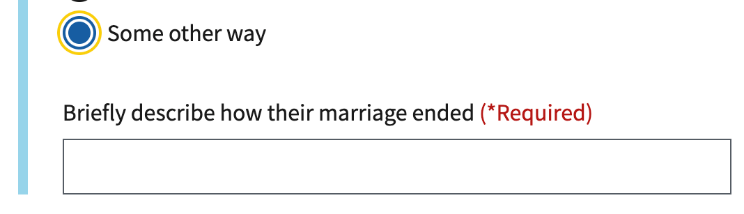 Some other way
Briefly describe how their marriage ended (*Required)